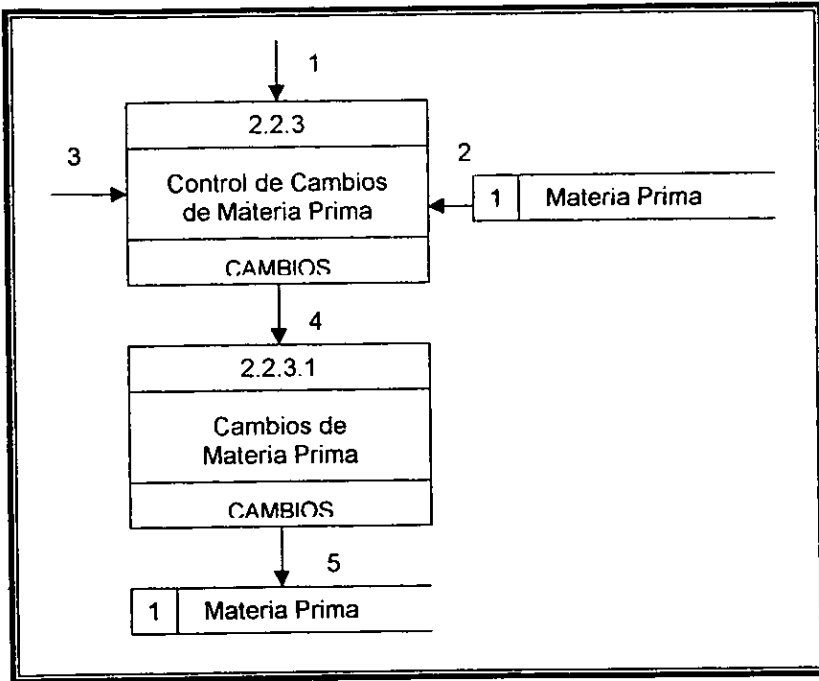 1
2.2.3
3
2
Control de Cambios
de Materia Prima
1 Materia Prima
CAMBIOS
4
2.2.3.1
Cambios de
Materia Prima
CAMBIOS
5
1 Materia Prima